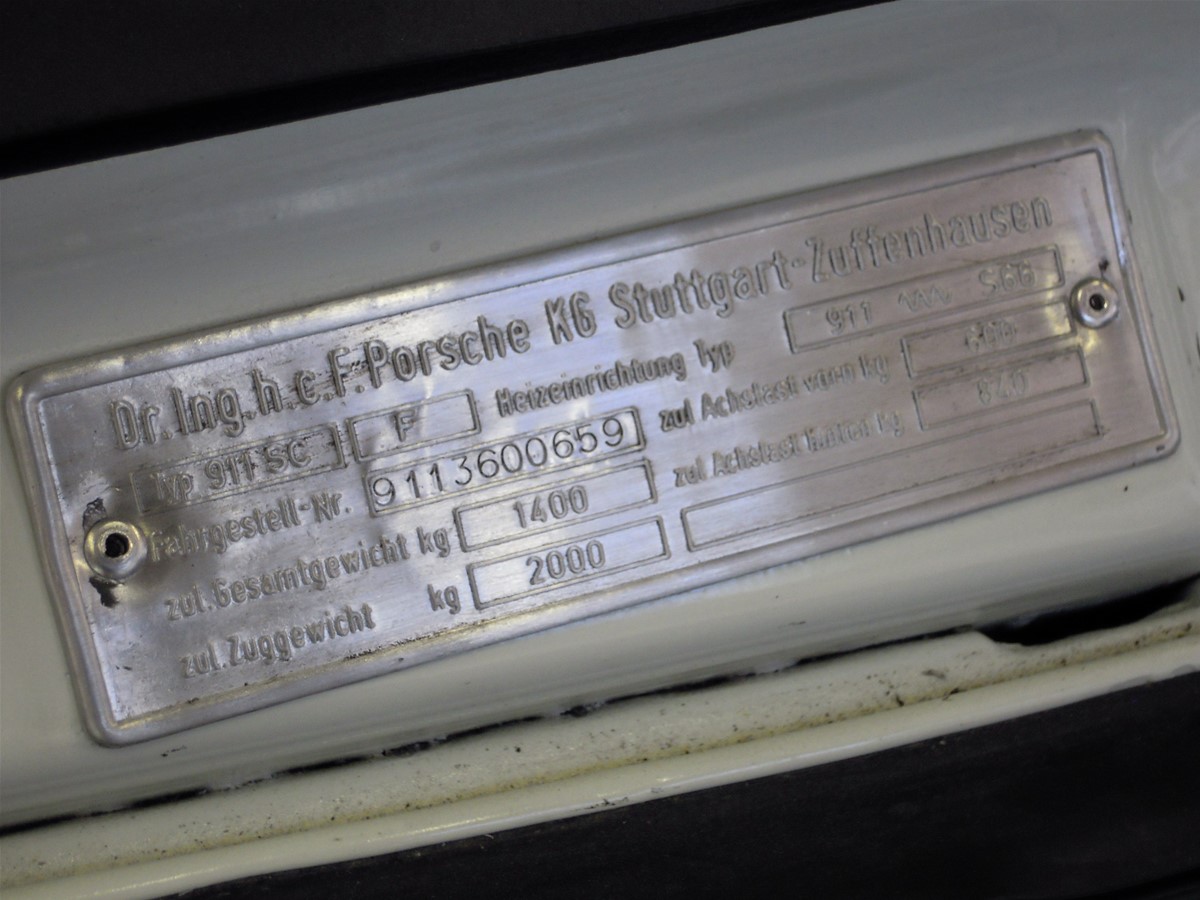 Dr. Ing.h.c.F.Porsche KG Stuttgart-Zuffenhausen
Typ 911 SC F Heizeinrichtung Typ 911 S66
Fahrgestell-Nr. 9113600659 zul Achslast vorn kg
zul.Gesamtgewicht kg 1400 zul Achslast hinten kg 840
zul.Zuggewicht kg 2000